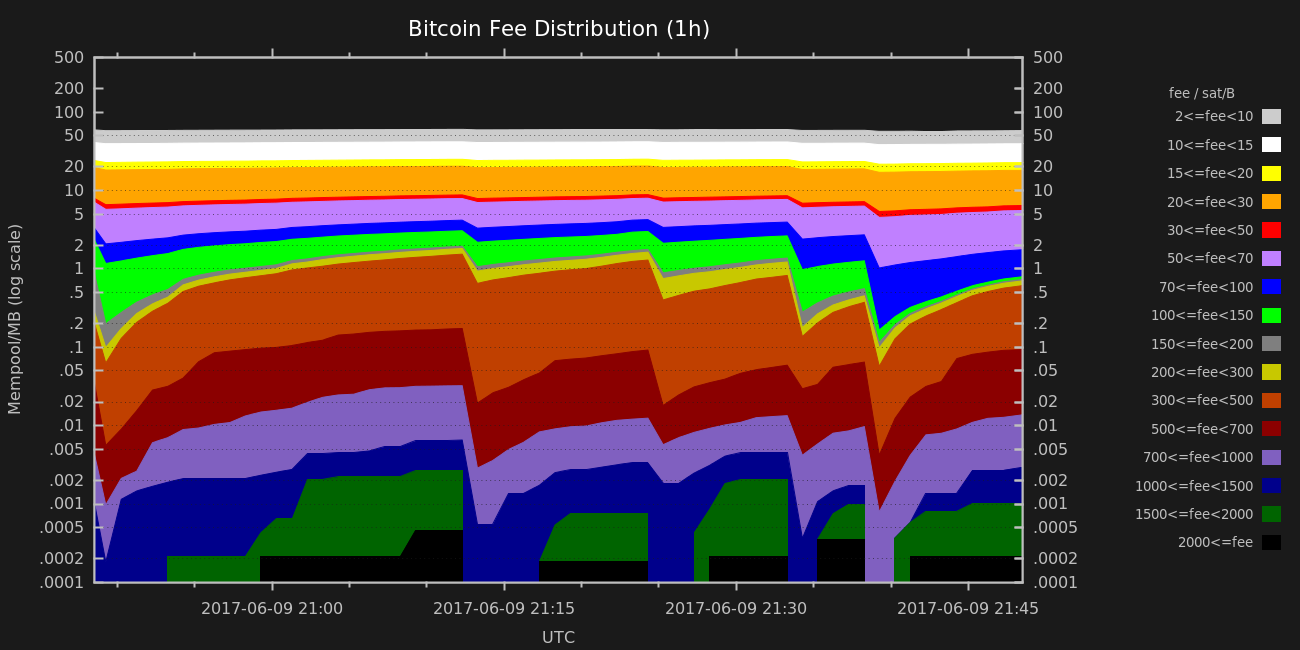 Bitcoin Fee Distribution (1h)
500 500
200 200
100 100
50 50
20 20
10 10
5 5
2 2
1 1
.5 .5
.2 .2
.1 .1
.05 .05
.02 .02
.01 .01
.005 .005
.002 .002
.001 .001
.0005 .0005
.0002 .0002
.0001 .0001
Mempool/MB (log scale)
2017-06-09 21:00 2017-06-09 21:15 2017-06-09 21:30 2017-06-09 21:45
UTC
fee / sat/B
2<=fee<10
10<=fee<15
15<=fee<20
20<=fee<30
30<=fee<50
50<=fee<70
70<=fee<100
100<=fee<150
150<=fee<200
200<=fee<300
300<=fee<500
500<=fee<700
700<=fee<1000
1000<=fee<1500
1500<=fee<2000
2000<=fee